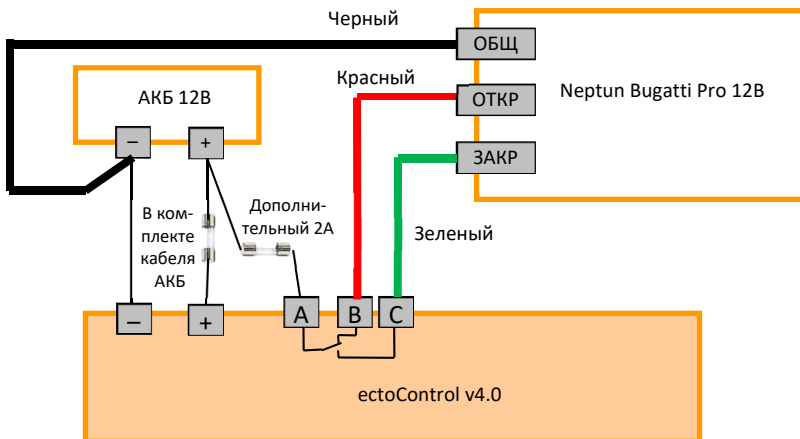 Черный
ОБЩ
АКБ 12В
Красный
ОТКР
Neptun Bugatti Pro 12В
–
+
ЗАКР
В ком-
плекте
кабеля
АКБ
Дополни-
тельный 2А
Зеленый
–
+
A
B
C
ectoControl v4.0